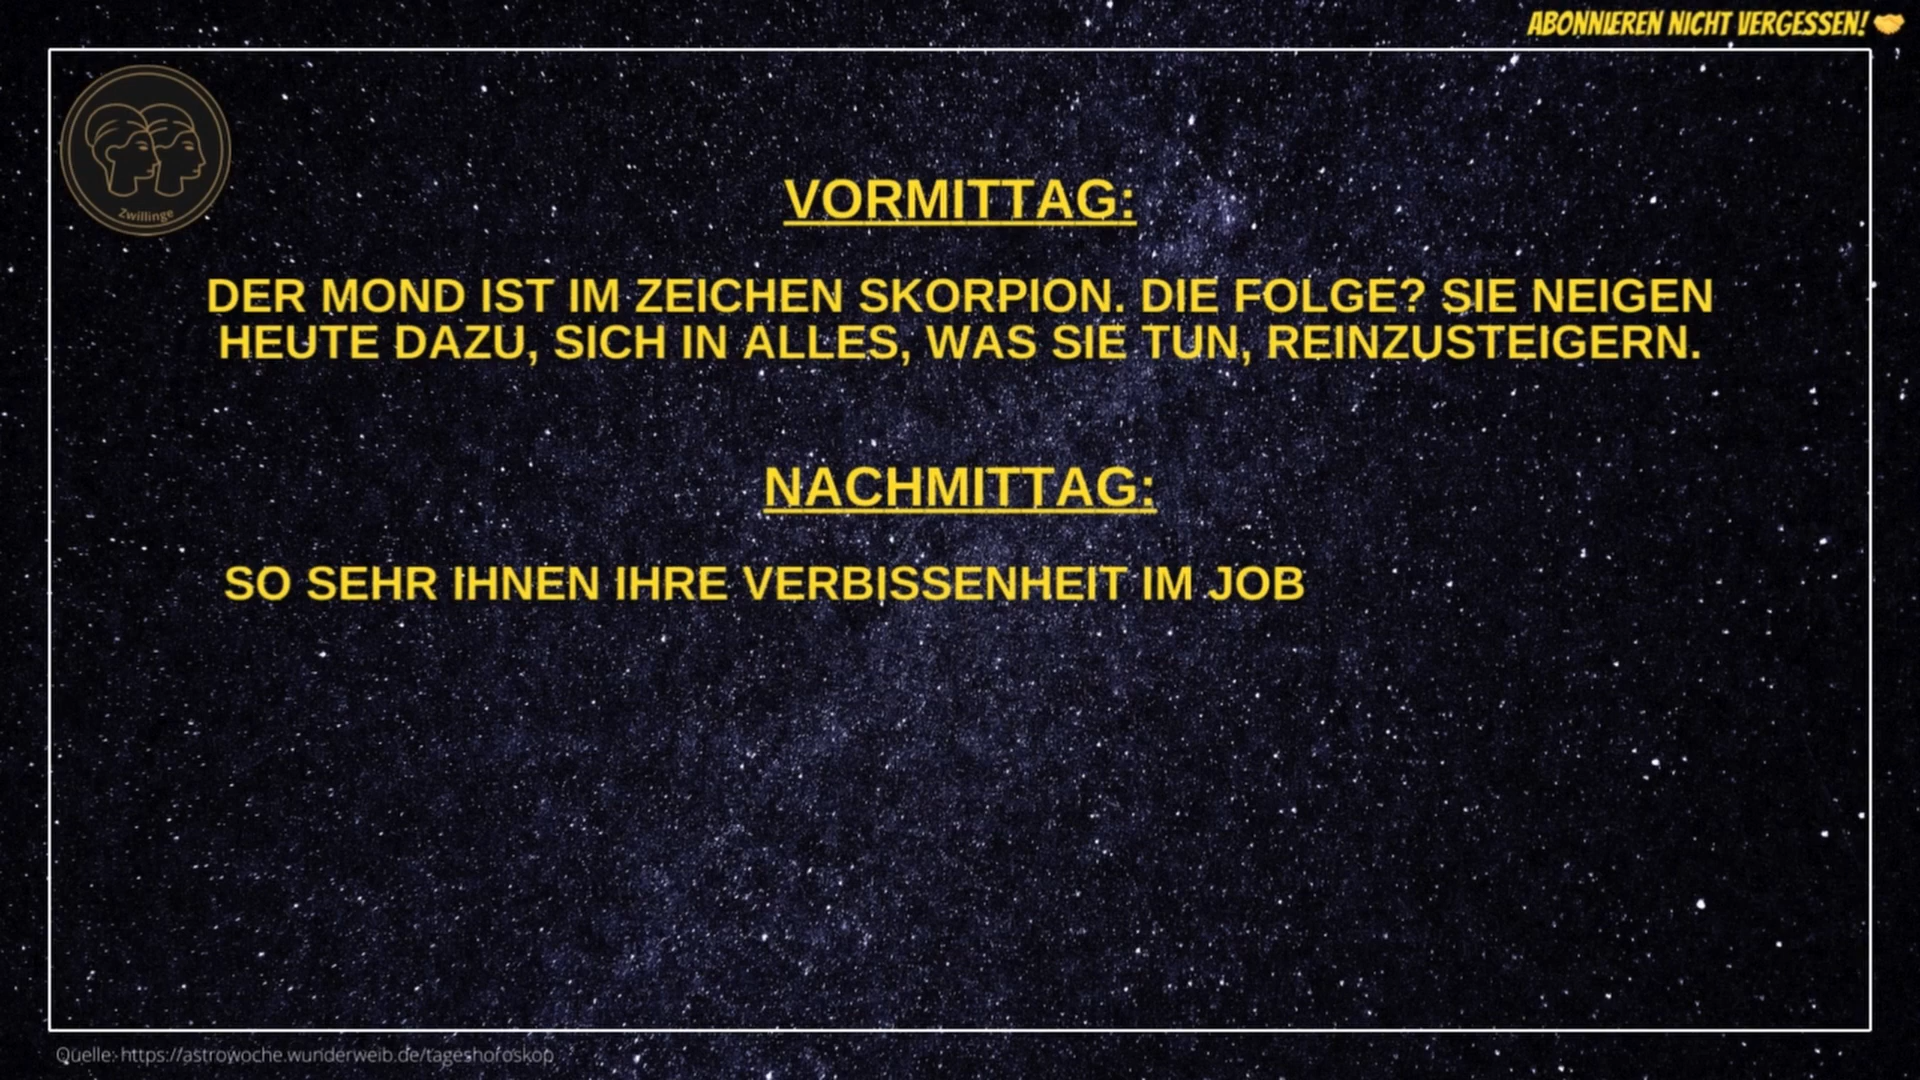 ABONNIEREN NICHT VERGESSEN!
Zwillinge
VORMITTAG:
DER MOND IST IM ZEICHEN SKORPION. DIE FOLGE? SIE NEIGEN
HEUTE DAZU, SICH IN ALLES, WAS SIE TUN, REINZUSTEIGERN.
NACHMITTAG:
SO SEHR IHNEN IHRE VERBISSENHEIT IM JOB
Quelle: https://astrowoche.wunderweib.de/tageshoroskop